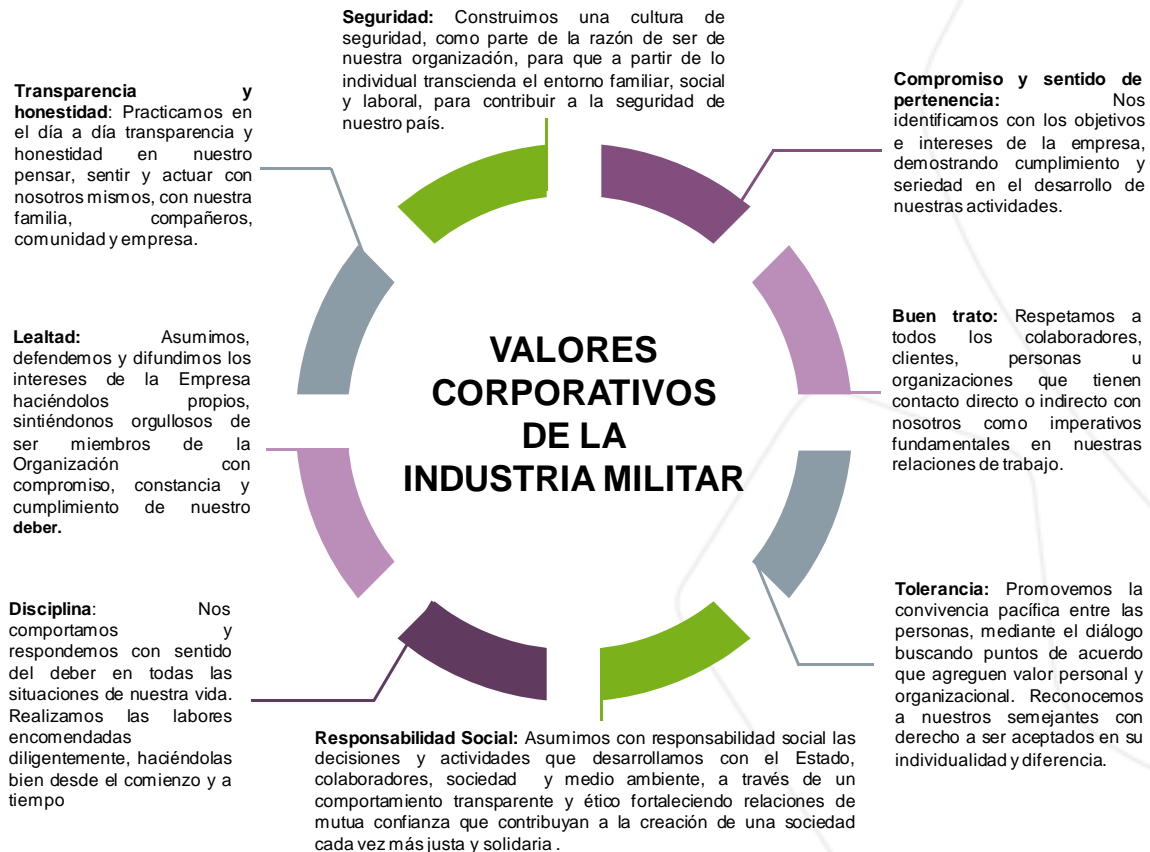 Seguridad: Construimos una cultura de
seguridad, como parte de la razón de ser de
nuestra organización, para que a partir de lo
individual transcienda el entorno familiar, social
y laboral, para contribuir a la seguridad de
nuestro país.
Transparencia y
honestidad: Practicamos en
el día a día transparencia y
honestidad en nuestro
pensar, sentir y actuar con
nosotros mismos, con nuestra
familia, compañeros,
comunidad y empresa.
Compromiso y sentido de
pertenencia: Nos
identificamos con los objetivos
e intereses de la empresa,
demostrando cumplimiento y
seriedad en el desarrollo de
nuestras actividades.
Lealtad: Asumimos,
defendemos y difundimos los
intereses de la Empresa
haciéndolos propios,
sintiéndonos orgullosos de
ser miembros de la
Organización con
compromiso, constancia y
cumplimiento de nuestro
deber.
VALORES
CORPORATIVOS
DE LA
INDUSTRIA MILITAR
Buen trato: Respetamos a
todos los colaboradores,
clientes, personas u
organizaciones que tienen
contacto directo o indirecto con
nosotros como imperativos
fundamentales en nuestras
relaciones de trabajo.
Disciplina: Nos
comportamos y
respondemos con sentido
del deber en todas las
situaciones de nuestra vida.
Realizamos las labores
encomendadas
diligentemente, haciéndolas
bien desde el comienzo y a
tiempo
Tolerancia: Promovemos la
convivencia pacífica entre las
personas, mediante el diálogo
buscando puntos de acuerdo
que agreguen valor personal y
organizacional. Reconocemos
a nuestros semejantes con
derecho a ser aceptados en su
individualidad y diferencia.
Responsabilidad Social: Asumimos con responsabilidad social las
decisiones y actividades que desarrollamos con el Estado,
colaboradores, sociedad y medio ambiente, a través de un
comportamiento transparente y ético fortaleciendo relaciones de
mutua confianza que contribuyan a la creación de una sociedad
cada vez más justa y solidaria .